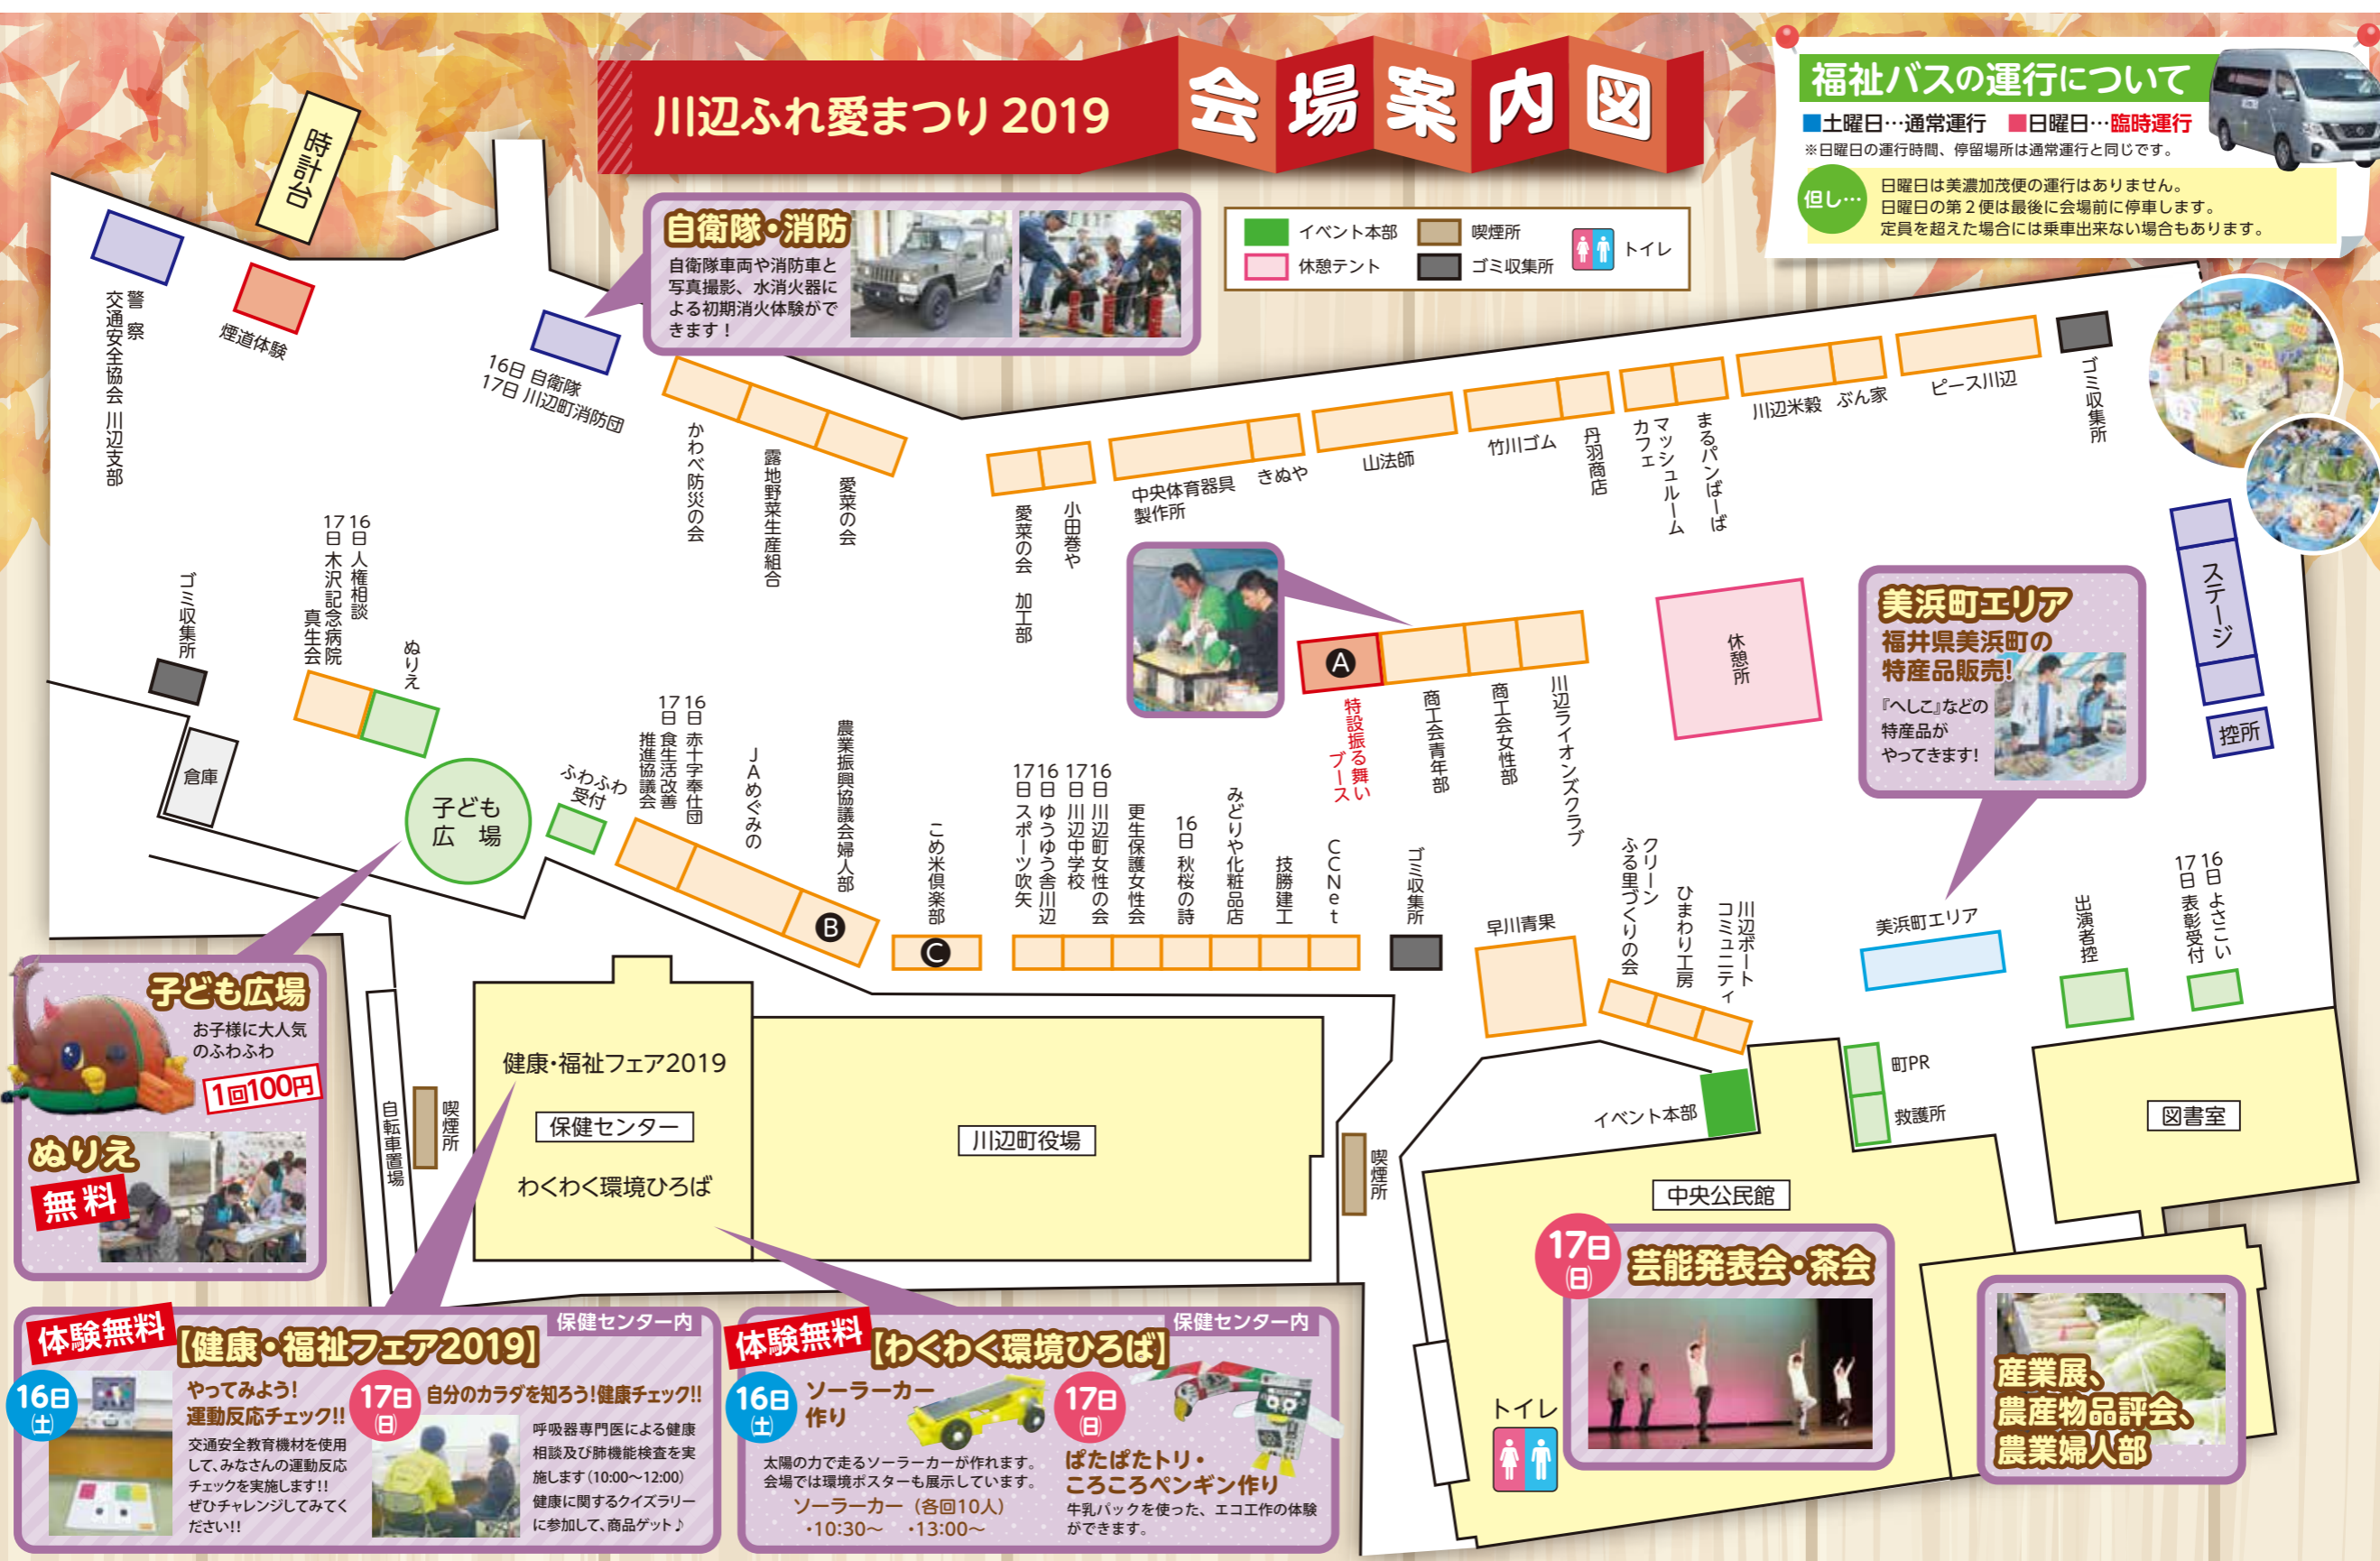 川辺ふれ愛まつり2019
会場案内図
福祉バスの運行について
■土曜日…通常運行 ■日曜日…臨時運行
※日曜日の運行時間、停留場所は通常運行と同じです。
但し…
日曜日は美濃加茂便の運行はありません。
日曜日の第2便は最後に会場前に停車します。
定員を超えた場合には乗車出来ない場合もあります。
イベント本部
喫煙所
トイレ
休憩テント
ゴミ収集所
時計台
自衛隊・消防
自衛隊車両や消防車と
写真撮影、水消火器に
よる初期消火体験がで
きます！
警察
交通安全協会 川辺支部
煙道体験
16日 自衛隊
17日 川辺町消防団
かわべ防災の会
露地野菜生産組合
愛菜の会
愛菜の会 加工部
小田巻や
中央体育器具
製作所
きぬや
山法師
竹川ゴム
丹羽商店
マッシュルーム
カフェ
まるパンばーば
川辺米穀
ぶん家
ピース川辺
ゴミ収集所
ステージ
控所
ゴミ収集所
16日 人権相談
17日 木沢記念病院
真生会
ぬりえ
倉庫
子ども
広 場
ふわふわ
受付
16日 赤十字奉仕団
17日 食生活改善
推進協議会
JAめぐみの
農業振興協議会婦人部
B
こめ米倶楽部
C
16日 川辺町女性の会
17日 川辺中学校
16日 ゆうゆう舎川辺
17日 スポーツ吹矢
更生保護女性会
16日 秋桜の詩
みどりや化粧品店
技勝建工
CCNet
ゴミ収集所
A
特設振る舞い
ブース
商工会青年部
商工会女性部
川辺ライオンズクラブ
休憩所
美浜町エリア
福井県美浜町の
特産品販売!
『へしこ』などの
特産品が
やってきます!
早川青果
クリーン
ふる里づくりの会
ひまわり工房
川辺ボート
コミュニティ
美浜町エリア
出演者控
16日 よさこい
17日 表彰受付
町PR
救護所
イベント本部
図書室
中央公民館
17日
(日)
芸能発表会・茶会
トイレ
産業展、
農産物品評会、
農業婦人部
子ども広場
お子様に大人気
のふわふわ
1回100円
ぬりえ
無料
自転車置場
喫煙所
健康・福祉フェア2019
保健センター
わくわく環境ひろば
川辺町役場
喫煙所
体験無料
【健康・福祉フェア2019】
保健センター内
16日
(土)
やってみよう!
運動反応チェック!!
交通安全教育機材を使用
して、みなさんの運動反応
チェックを実施します!!
ぜひチャレンジしてみてく
ださい!!
17日
(日)
自分のカラダを知ろう!健康チェック!!
呼吸器専門医による健康
相談及び肺機能検査を実
施します(10:00〜12:00)
健康に関するクイズラリー
に参加して、商品ゲット♪
体験無料
【わくわく環境ひろば】
保健センター内
16日
(土)
ソーラーカー
作り
太陽の力で走るソーラーカーが作れます。
会場では環境ポスターも展示しています。
ソーラーカー（各回10人）
・10:30〜 ・13:00〜
17日
(日)
ぱたぱたトリ・
ころころペンギン作り
牛乳パックを使った、エコ工作の体験
ができます。